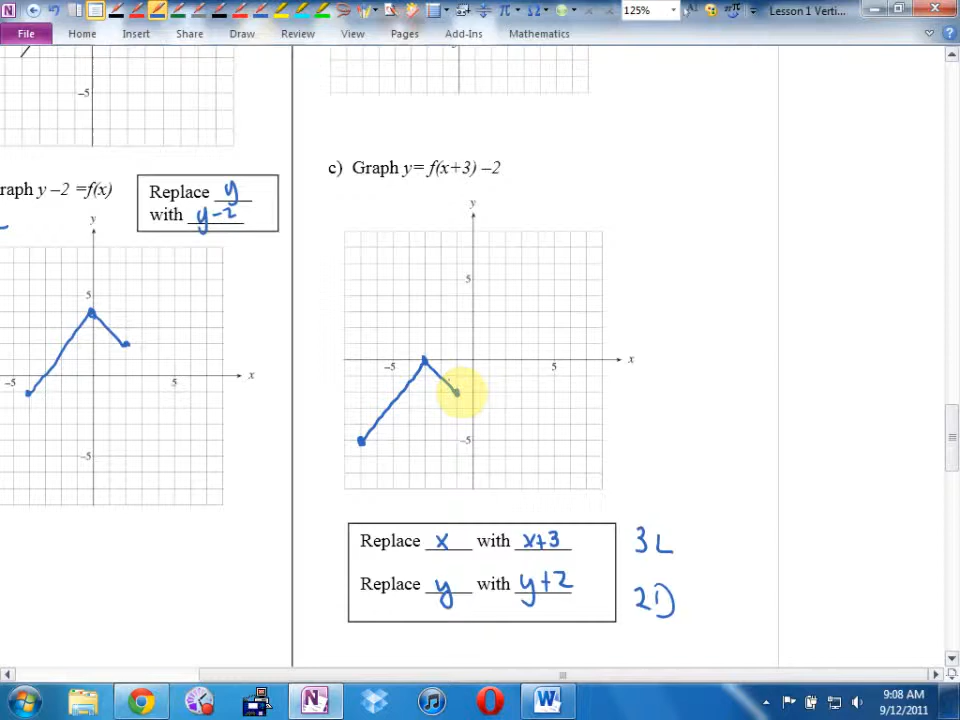 125%
Lesson 1 Verti...
File Home Insert Share Draw Review View Pages Add-Ins Mathematics
-5
raph y –2 =f(x)
Replace y
with y-2
y
5
-5
5
x
-5
c) Graph y= f(x+3) –2
y
5
-5
5
x
-5
Replace x with x+3
3L
Replace y with y+2
2D
9:08 AM
9/12/2011